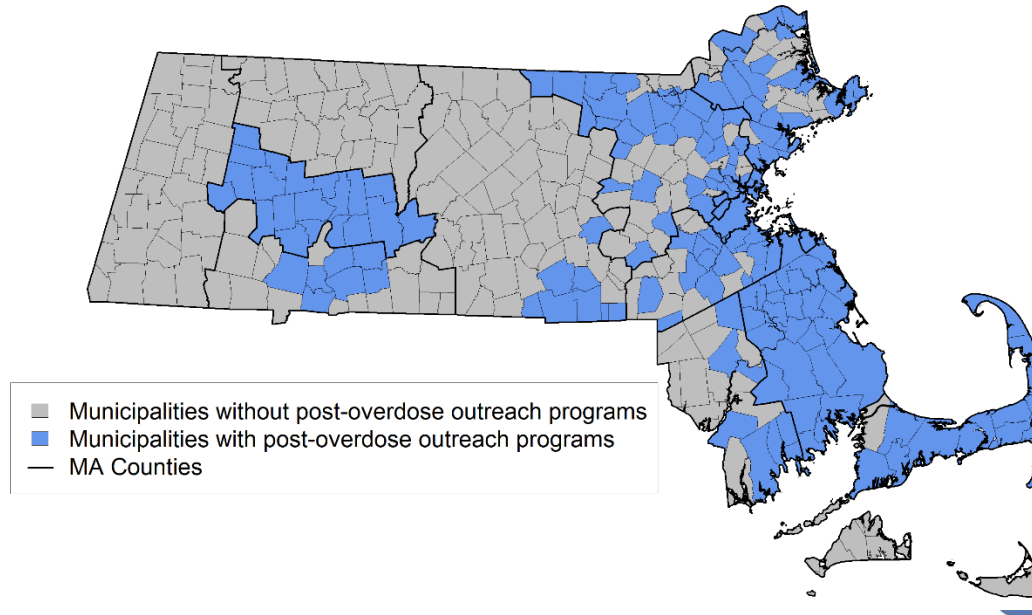 Municipalities without post-overdose outreach programs
Municipalities with post-overdose outreach programs
MA Counties